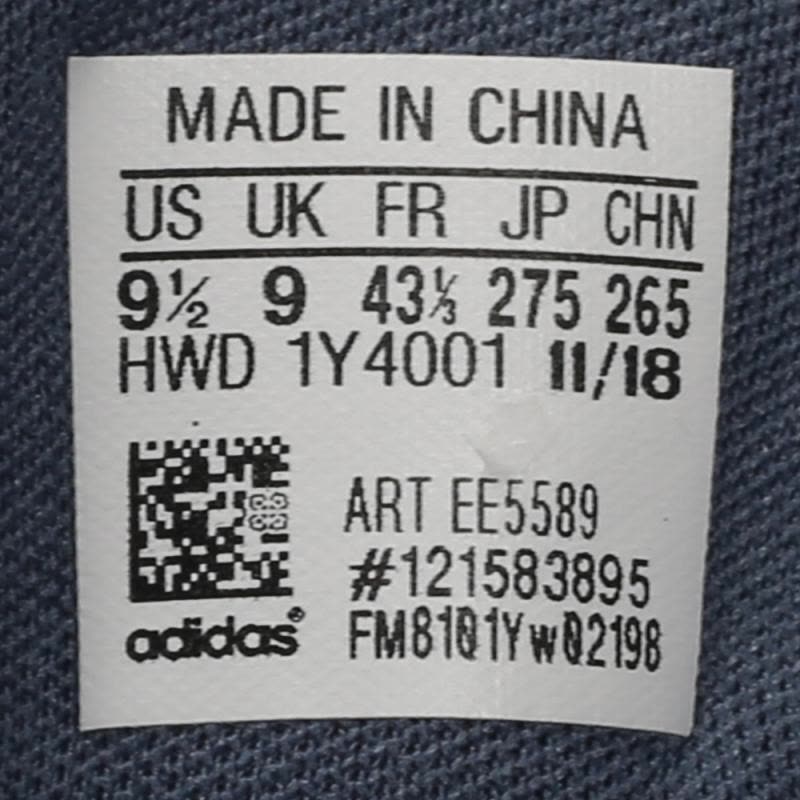 MADE IN CHINA
US UK FR JP CHN
9½ 9 43⅓ 275 265
HWD 1Y4001 11/18
ART EE5589
#121583895
adidas®
FM8101Yw02198